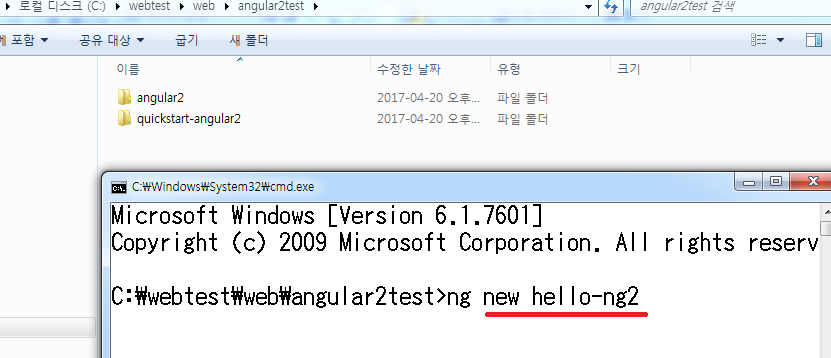 로컬 디스크 (C:) ▸ webtest ▸ web ▸ angular2test ▸
angular2test 검색
에 포함 ▾ 공유 대상 ▾ 굽기 새 폴더
이름 수정한 날짜 유형 크기
angular2 2017-04-20 오후... 파일 폴더
quickstart-angular2 2017-04-20 오후... 파일 폴더
C:\Windows\System32\cmd.exe
Microsoft Windows [Version 6.1.7601]
Copyright (c) 2009 Microsoft Corporation. All rights reserv
C:₩webtest₩web₩angular2test>ng new hello-ng2